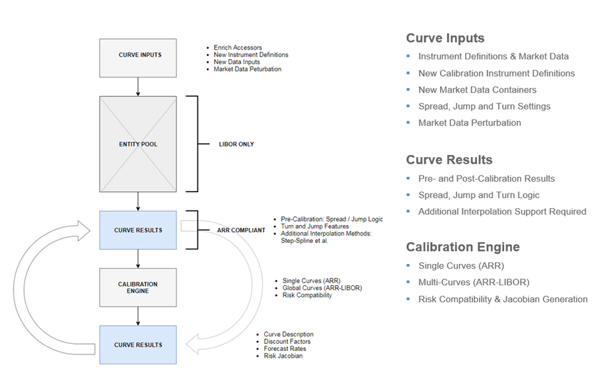 CURVE INPUTS
• Enrich Accessors
• New Instrument Definitions
• New Data Inputs
• Market Data Peturbation
ENTITY POOL
LIBOR ONLY
CURVE RESULTS
ARR COMPLIANT
• Pre-Calibration: Spread / Jump Logic
• Turn and Jump Features
• Additional Interpolation Methods:
Step-Spline et al.
CALIBRATION
ENGINE
• Single Curves (ARR)
• Global Curves (ARR-LIBOR)
• Risk Compatibility
CURVE RESULTS
• Curve Description
• Discount Factors
• Forecast Rates
• Risk Jacobian
Curve Inputs
• Instrument Definitions & Market Data
• New Calibration Instrument Definitions
• New Market Data Containers
• Spread, Jump and Turn Settings
• Market Data Perturbation
Curve Results
• Pre- and Post-Calibration Results
• Spread, Jump and Turn Logic
• Additional Interpolation Support Required
Calibration Engine
• Single Curves (ARR)
• Multi-Curves (ARR-LIBOR)
• Risk Compatibility & Jacobian Generation